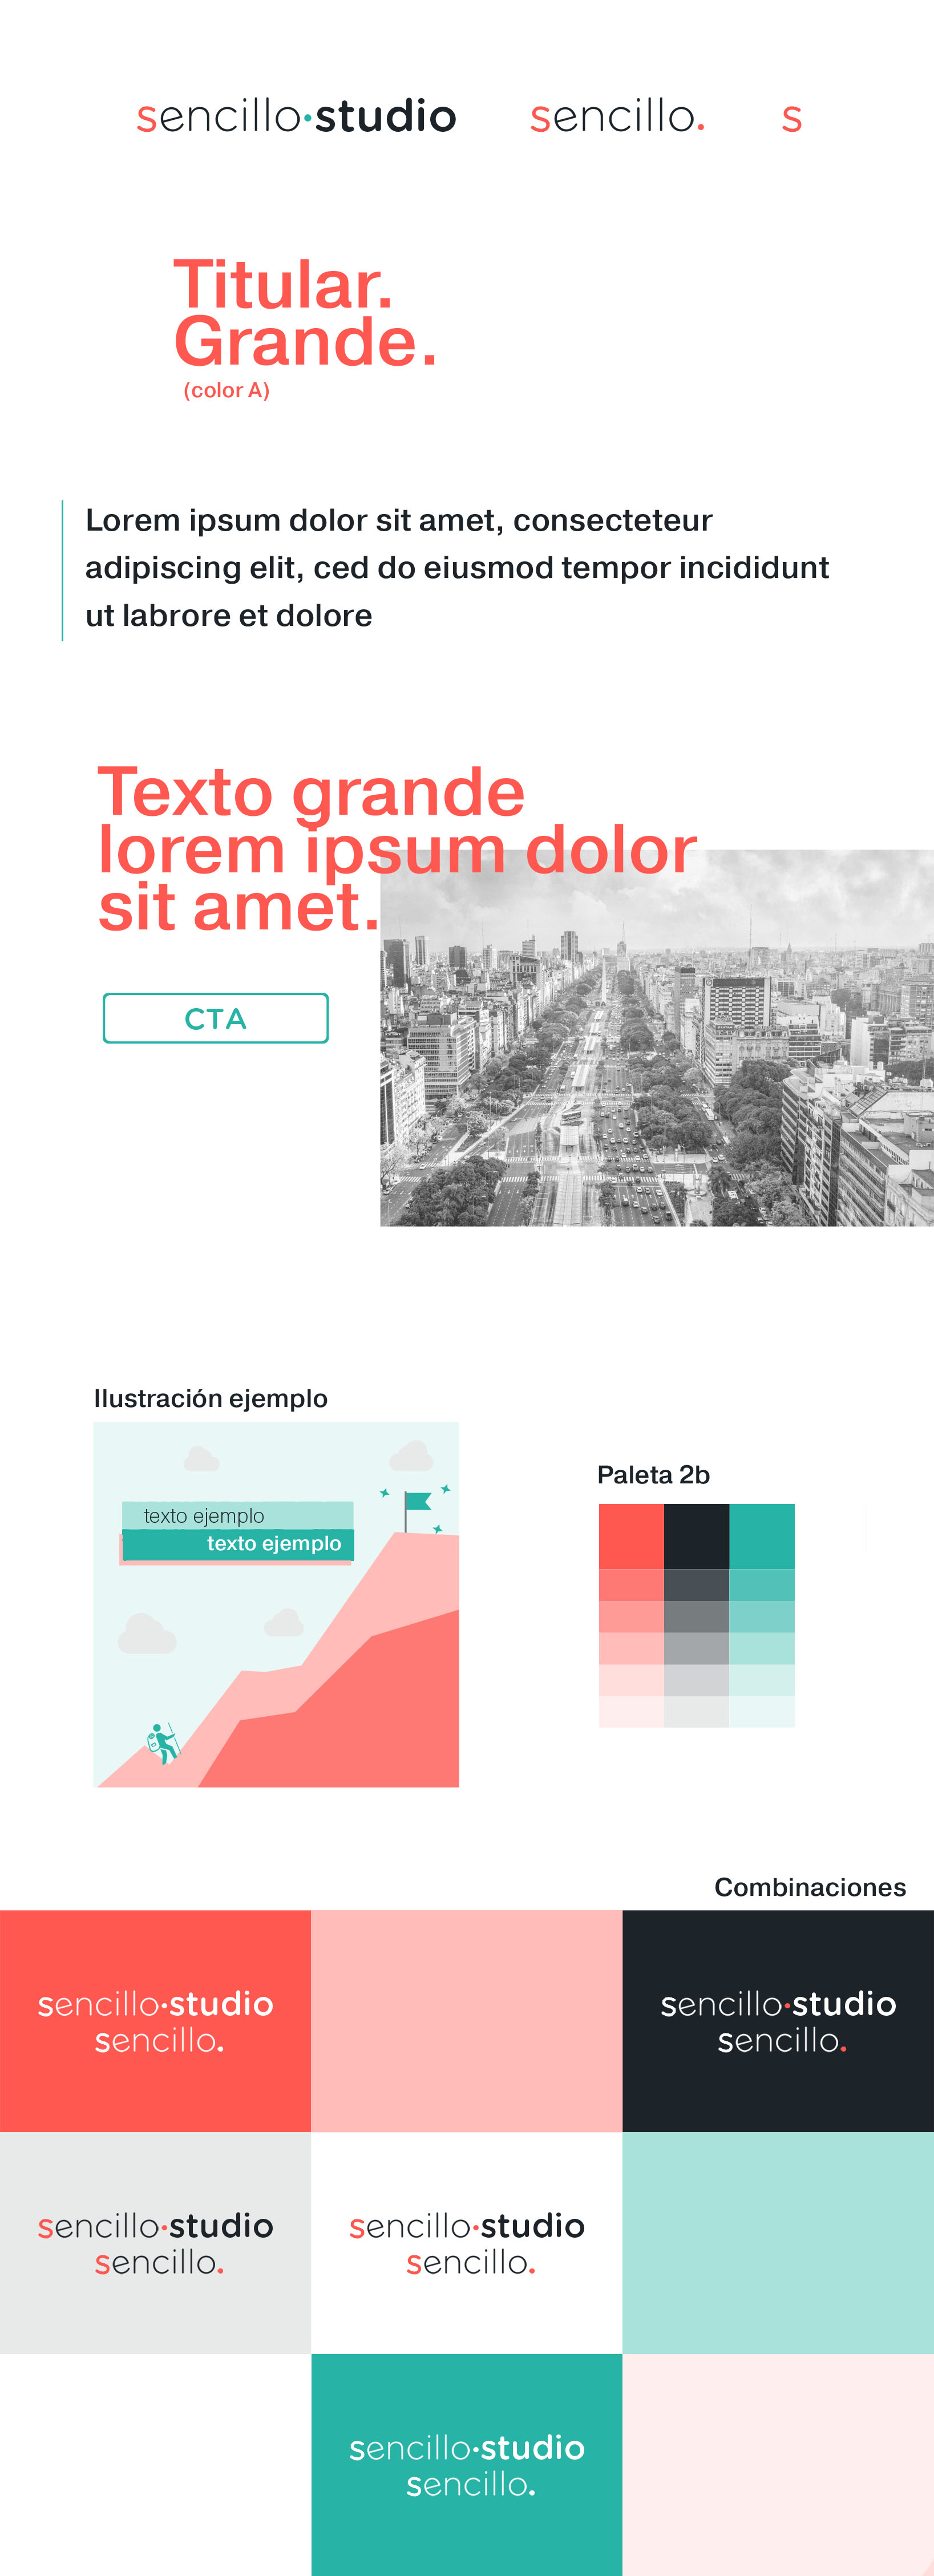 sencillo·studio
sencillo.
s
Titular.
Grande.
(color A)
Lorem ipsum dolor sit amet, consecteteur
adipiscing elit, ced do eiusmod tempor incididunt
ut labrore et dolore
Texto grande
lorem ipsum dolor
sit amet.
CTA
Ilustración ejemplo
texto ejemplo
texto ejemplo
Paleta 2b
Combinaciones
sencillo·studio
sencillo.
sencillo·studio
sencillo.
sencillo·studio
sencillo.
sencillo·studio
sencillo.
sencillo·studio
sencillo.